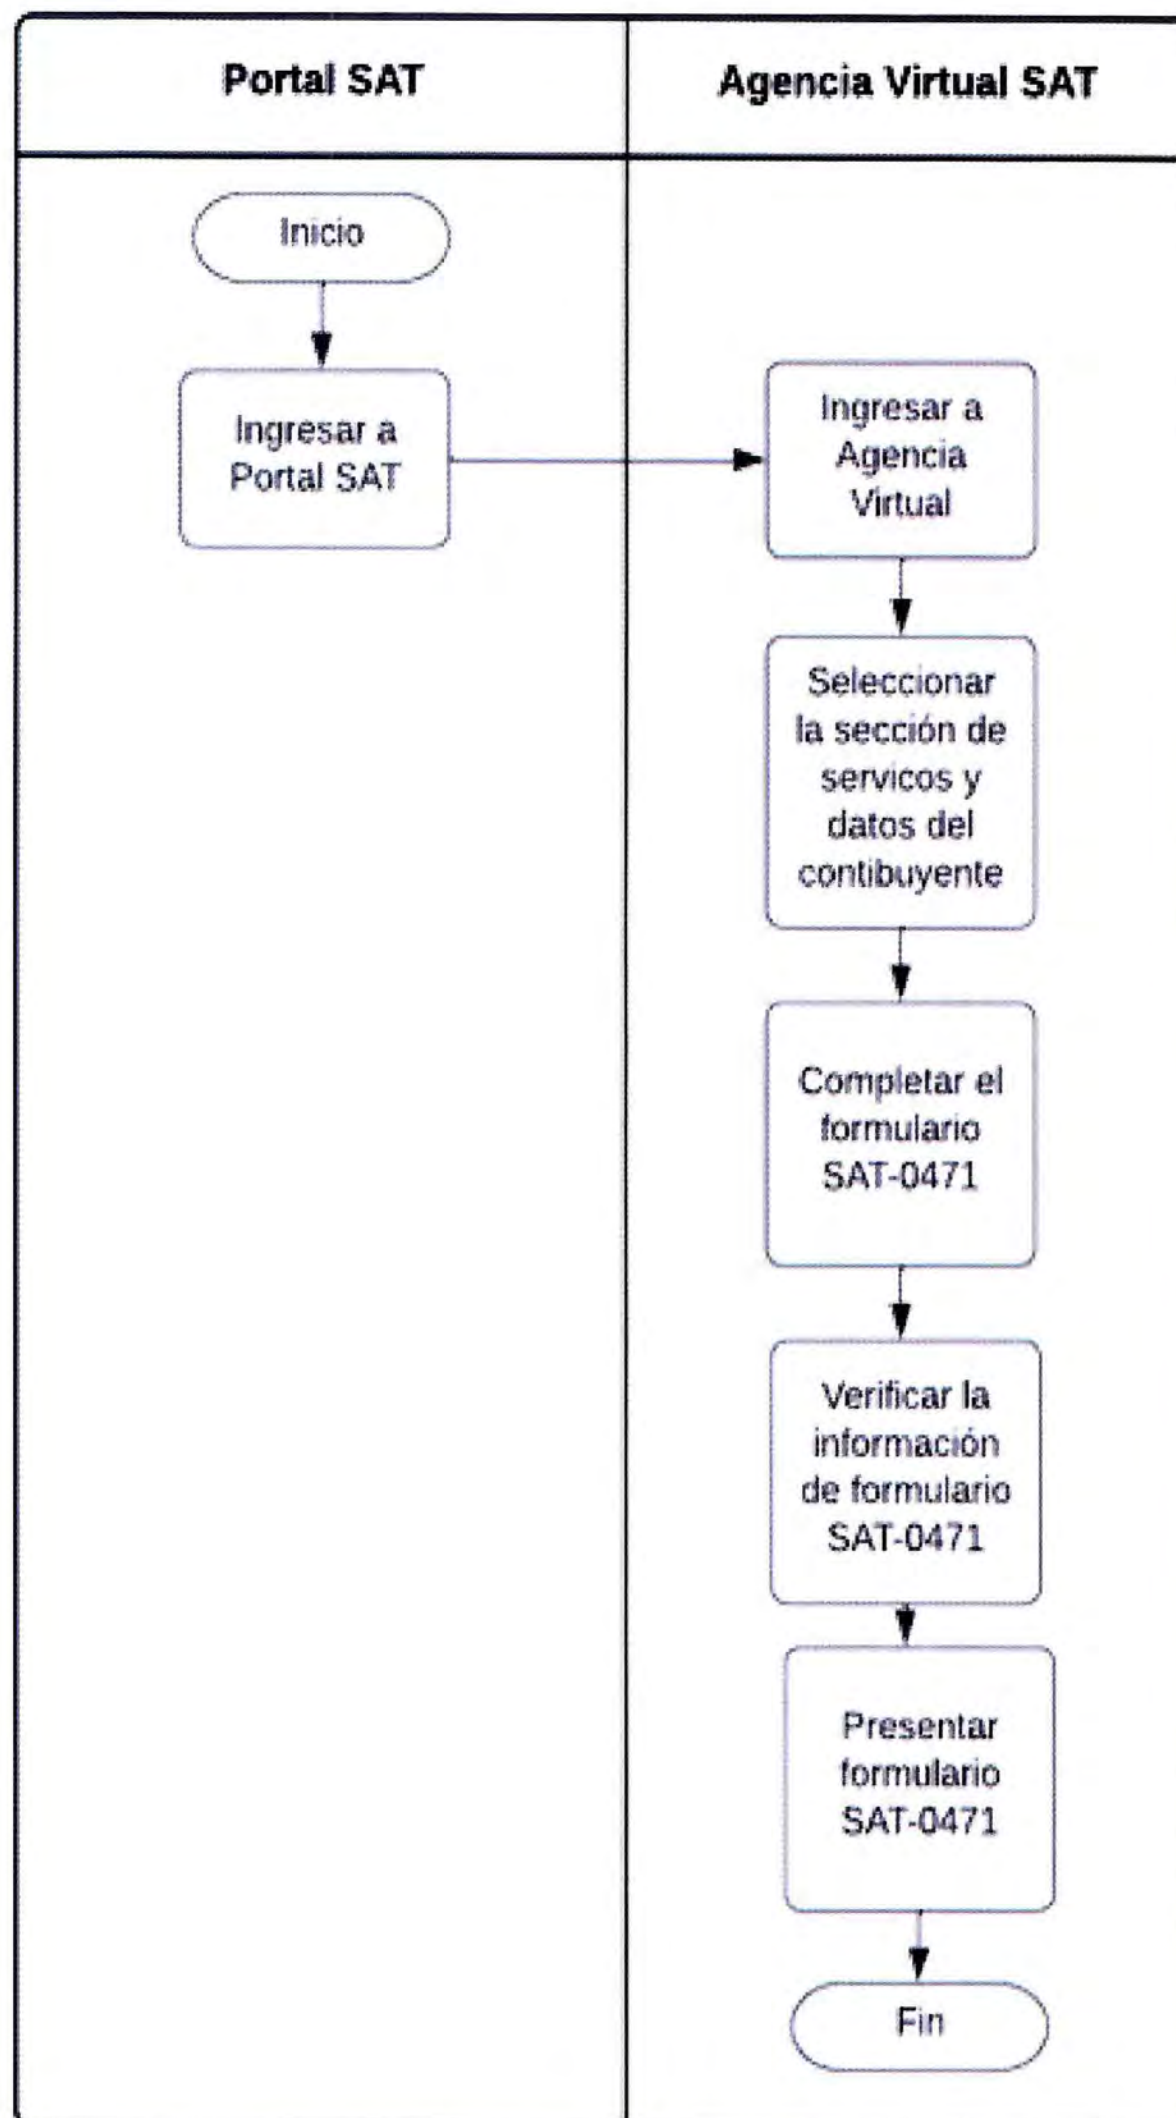 Portal SAT
Agencia Virtual SAT
Inicio
Ingresar a
Portal SAT
Ingresar a
Agencia
Virtual
Seleccionar
la sección de
servicos y
datos del
contibuyente
Completar el
formulario
SAT-0471
Verificar la
información
de formulario
SAT-0471
Presentar
formulario
SAT-0471
Fin